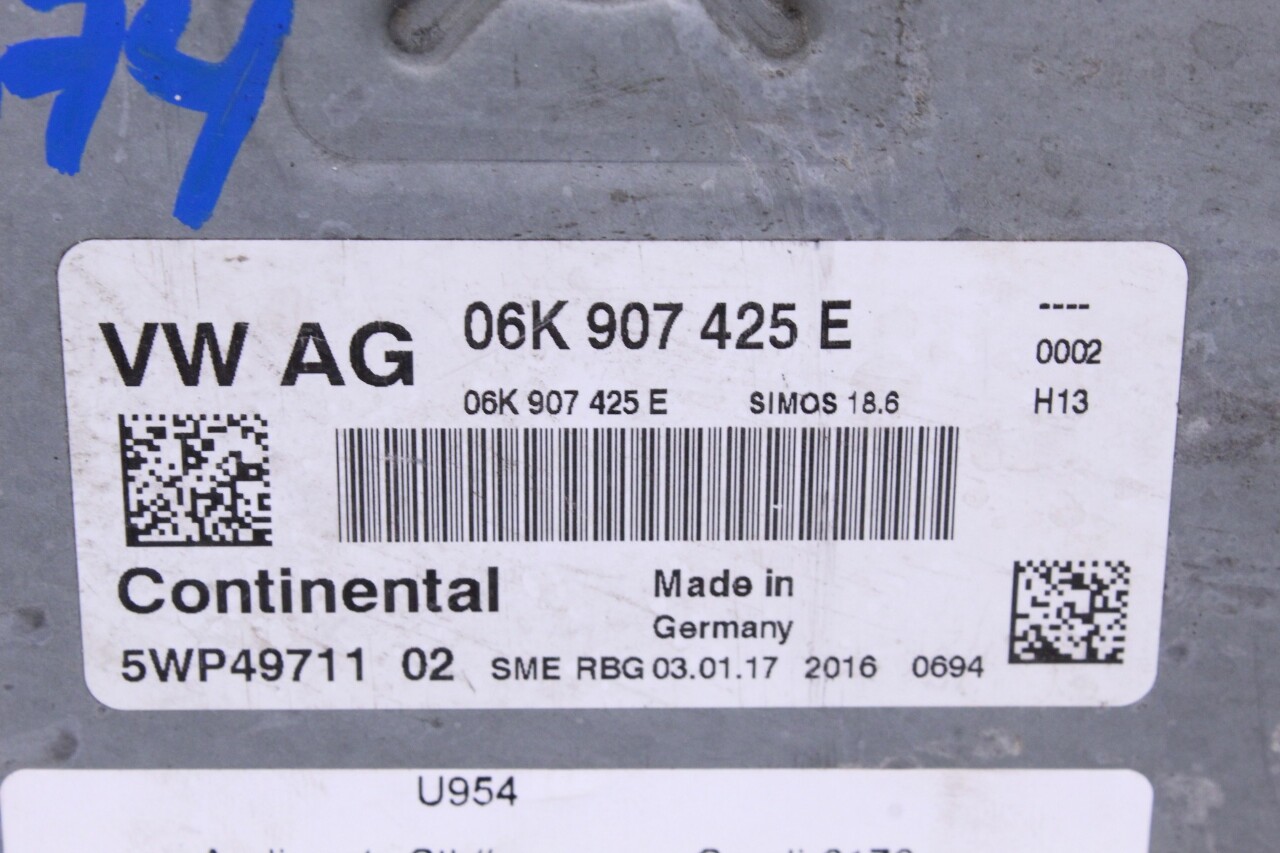 74
VW AG
06K 907 425 E
----
0002
06K 907 425 E SIMOS 18.6 H13
Continental
Made in
Germany
5WP49711 02 SME RBG 03.01.17 2016 0694
U954